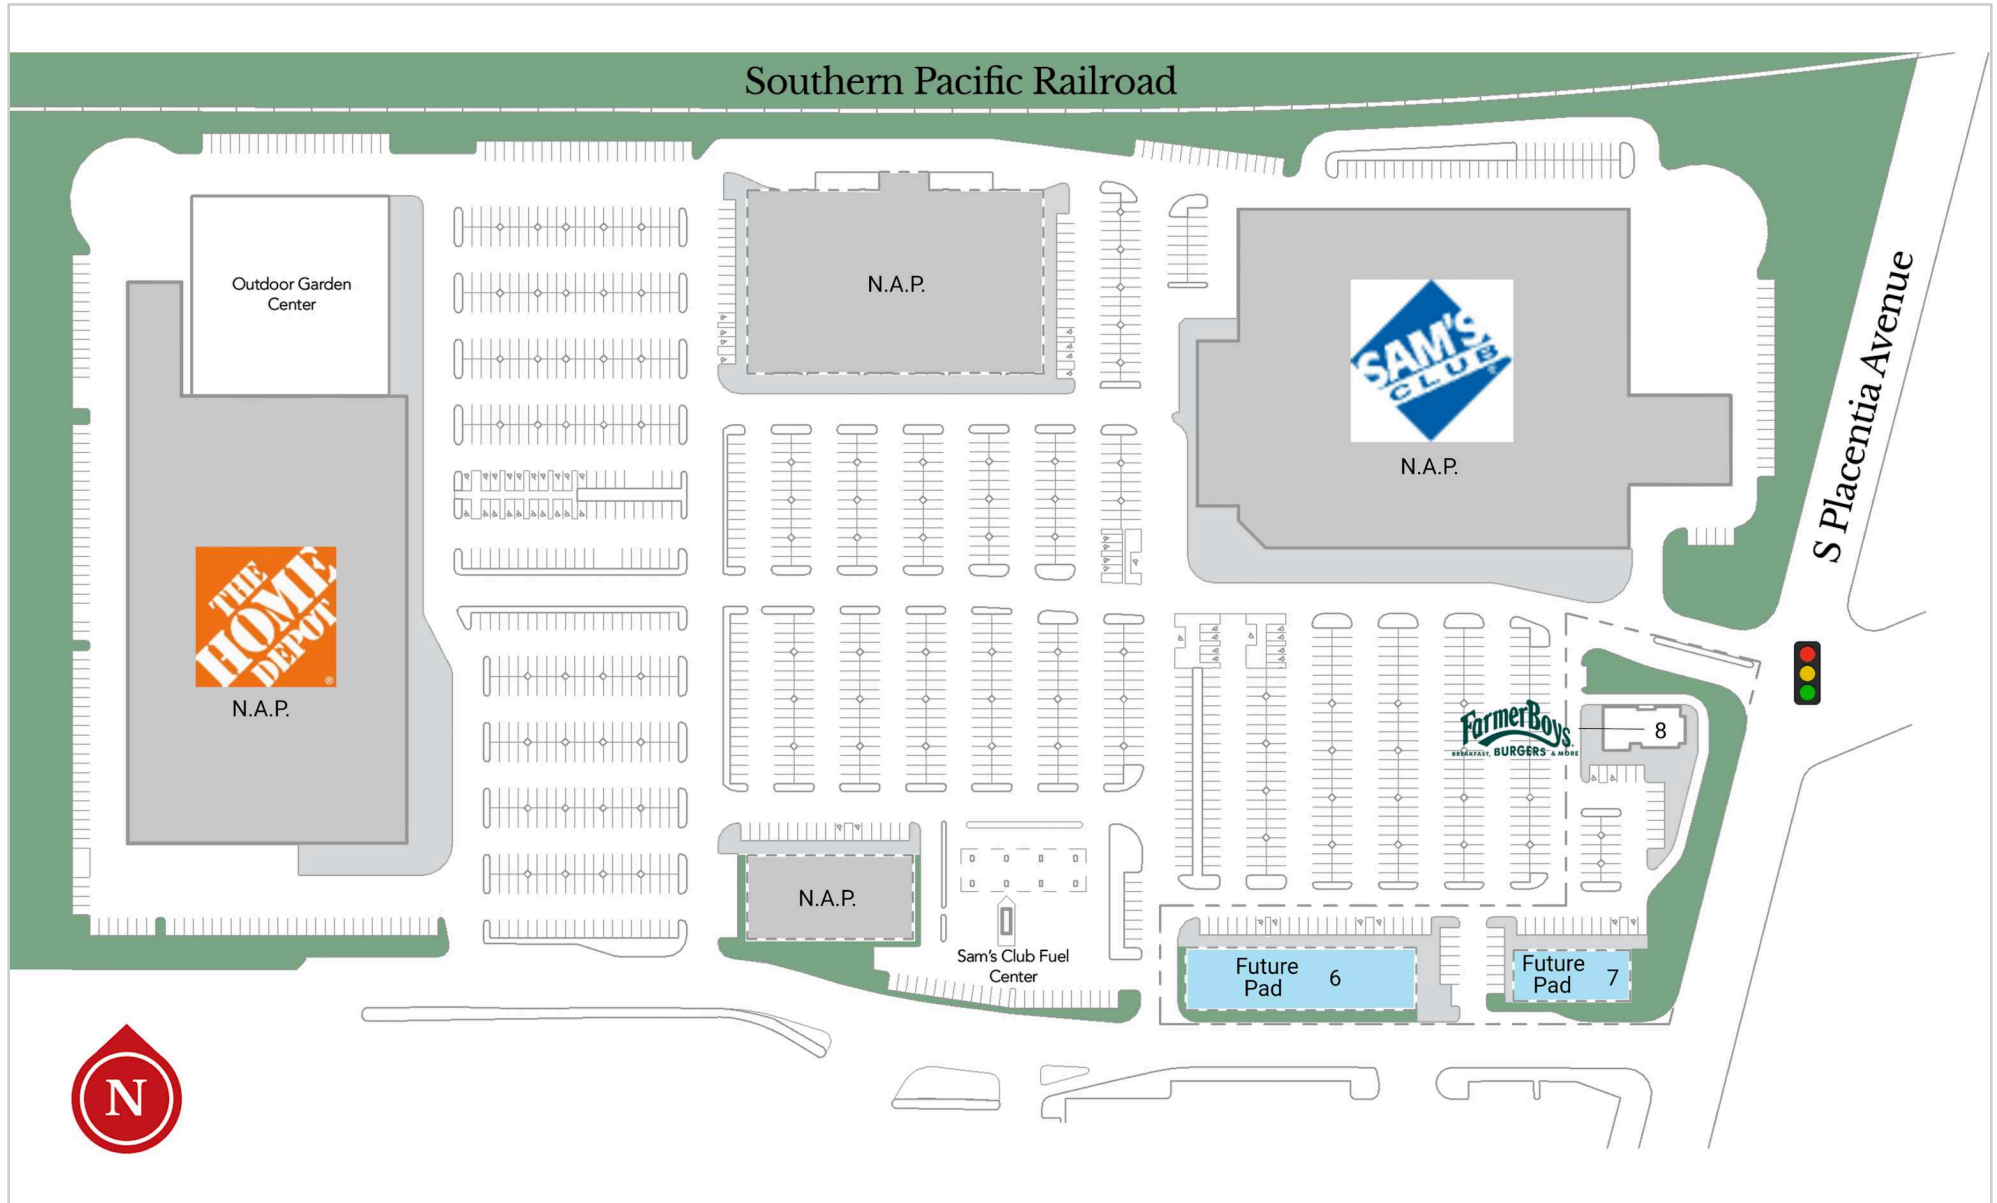 Southern Pacific Railroad
Outdoor Garden
Center
N.A.P.
SAM'S
CLUB
®
N.A.P.
S Placentia Avenue
THE
HOME
DEPOT
®
N.A.P.
FarmerBoys.
BREAKFAST, BURGERS & MORE
8
N.A.P.
Sam's Club Fuel
Center
Future
Pad
6
Future
Pad
7
N